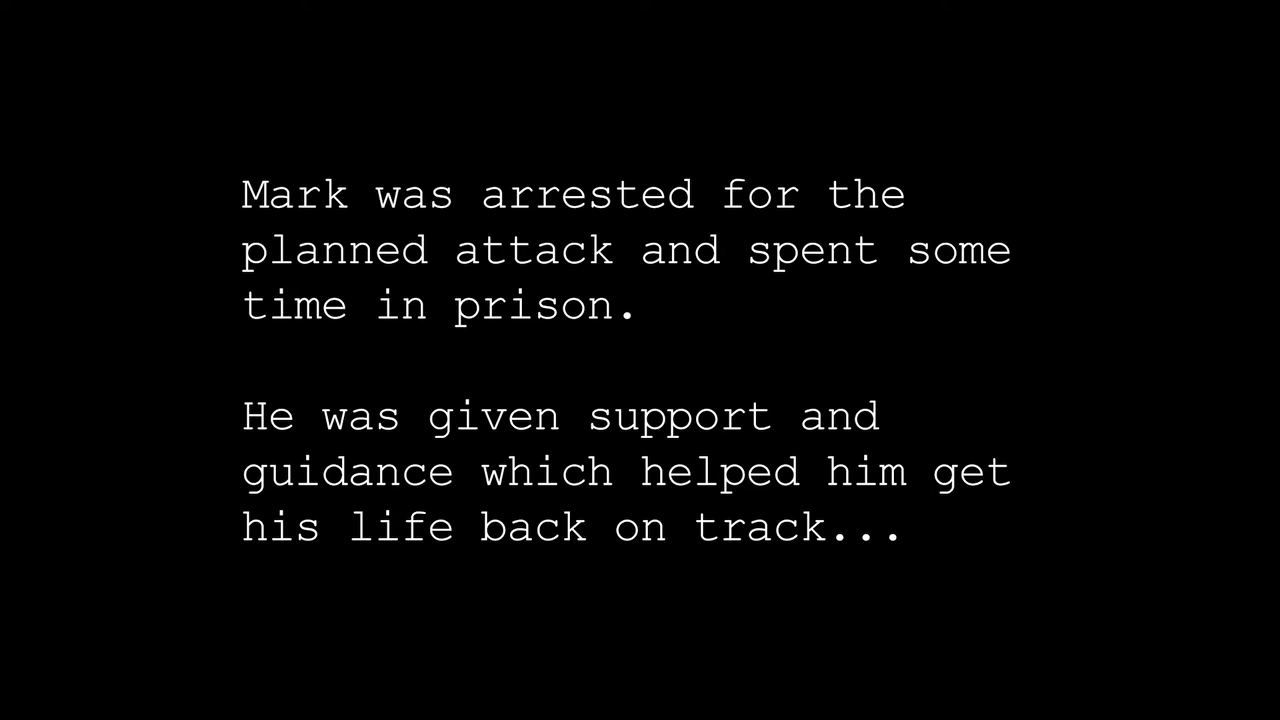 Mark was arrested for the
planned attack and spent some
time in prison.
He was given support and
guidance which helped him get
his life back on track...